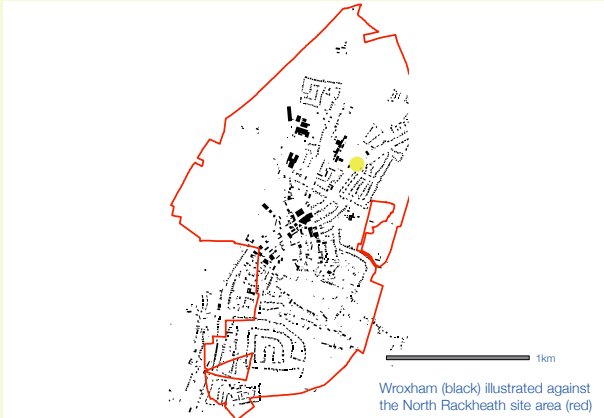 1km
Wroxham (black) illustrated against
the North Rackheath site area (red)